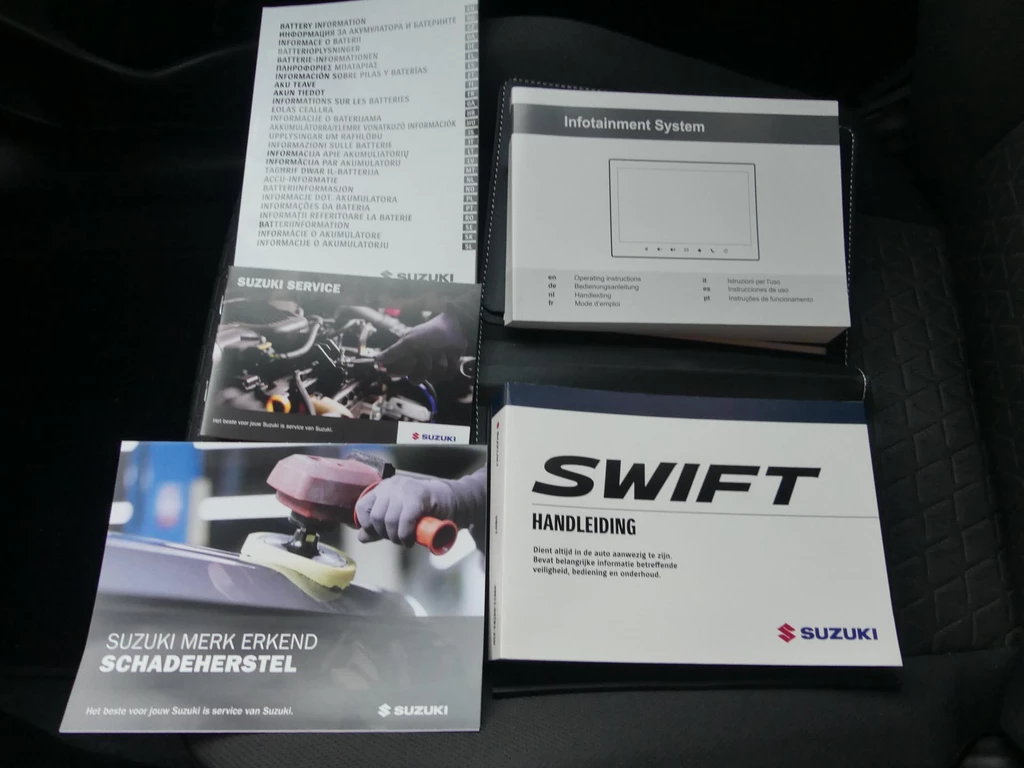 BATTERY INFORMATION
ИНФОРМАЦИЯ ЗА АКУМУЛАТОРА И БАТЕРИИТЕ
INFORMACE O BATERII
BATTERIOPLYSNINGER
BATTERIE-INFORMATIONEN
ΠΛΗΡΟΦΟΡΙΕΣ ΜΠΑΤΑΡΙΑΣ
INFORMACIÓN SOBRE PILAS Y BATERÍAS
AKU TEAVE
AKUN TIEDOT
INFORMATIONS SUR LES BATTERIES
EOLAS CEALLRA
INFORMACIJE O BATERIJAMA
AKKUMULÁTORRA/ELEMRE VONATKOZÓ INFORMÁCIÓK
UPPLÝSINGAR UM RAFHLÖÐU
INFORMAZIONI SULLE BATTERIE
INFORMACIJA APIE AKUMULIATORIŲ
INFORMĀCIJA PAR AKUMULATORU
TAGĦRIF DWAR IL-BATTERIJA
ACCU-INFORMATIE
BATTERIINFORMASJON
INFORMACJE DOT. AKUMULATORA
INFORMAÇÕES DA BATERIA
INFORMAȚII REFERITOARE LA BATERIE
BATTERIINFORMATION
INFORMÁCIE O AKUMULÁTORE
INFORMACIJE O AKUMULATORJU
SUZUKI
SUZUKI SERVICE
Het beste voor jouw Suzuki is service van Suzuki.
SUZUKI
SUZUKI MERK ERKEND
SCHADEHERSTEL
Het beste voor jouw Suzuki is service van Suzuki.
SUZUKI
Infotainment System
en Operating instructions
de Bedienungsanleitung
nl Handleiding
fr Mode d'emploi
it Istruzioni per l'uso
es Instrucciones de uso
pt Instruções de funcionamento
SWIFT
HANDLEIDING
Dient altijd in de auto aanwezig te zijn.
Bevat belangrijke informatie betreffende
veiligheid, bediening en onderhoud.
SUZUKI